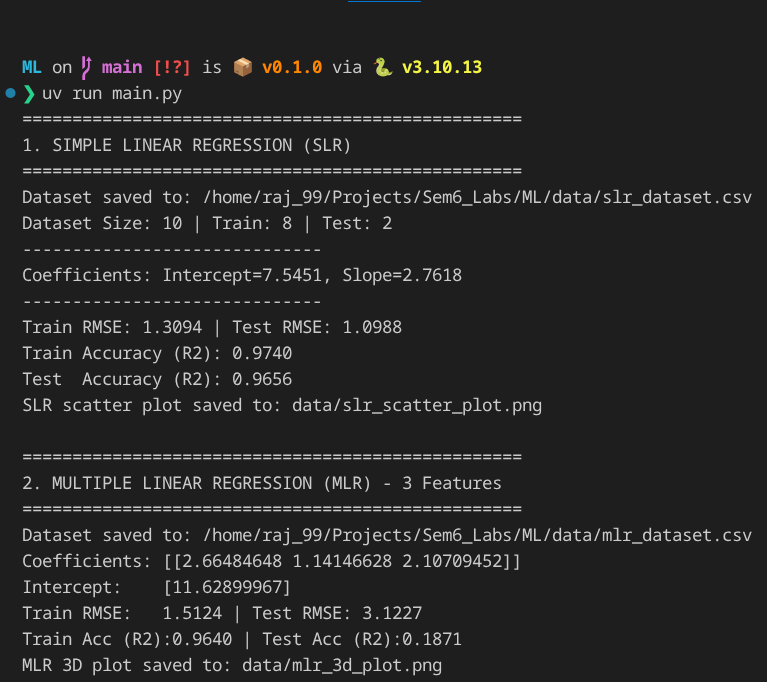 ML on main [!?] is 📦 v0.1.0 via 🐍 v3.10.13
❯ uv run main.py
==================================================
1. SIMPLE LINEAR REGRESSION (SLR)
==================================================
Dataset saved to: /home/raj_99/Projects/Sem6_Labs/ML/data/slr_dataset.csv
Dataset Size: 10 | Train: 8 | Test: 2
------------------------------
Coefficients: Intercept=7.5451, Slope=2.7618
------------------------------
Train RMSE: 1.3094 | Test RMSE: 1.0988
Train Accuracy (R2): 0.9740
Test  Accuracy (R2): 0.9656
SLR scatter plot saved to: data/slr_scatter_plot.png
==================================================
2. MULTIPLE LINEAR REGRESSION (MLR) - 3 Features
==================================================
Dataset saved to: /home/raj_99/Projects/Sem6_Labs/ML/data/mlr_dataset.csv
Coefficients: [[2.66484648 1.14146628 2.10709452]]
Intercept:    [11.62899967]
Train RMSE:   1.5124 | Test RMSE: 3.1227
Train Acc (R2):0.9640 | Test Acc (R2):0.1871
MLR 3D plot saved to: data/mlr_3d_plot.png